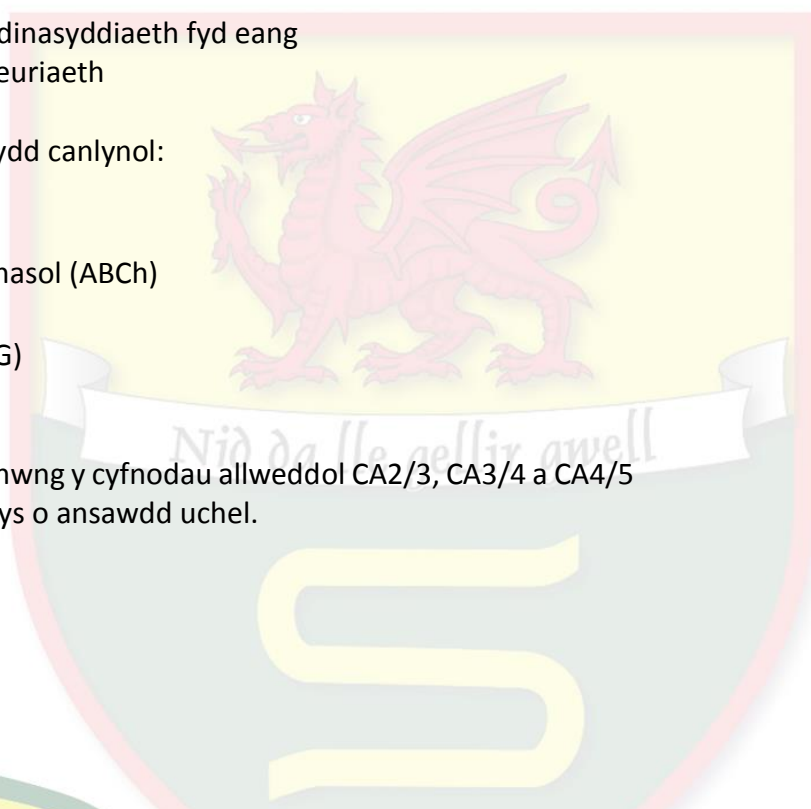 dinasyddiaeth fyd eang
euriaeth
ydd canlynol:
nasol (ABCh)
G)
Nid da lle gellir gwell
nwng y cyfnodau allweddol CA2/3, CA3/4 a CA4/5
ys o ansawdd uchel.